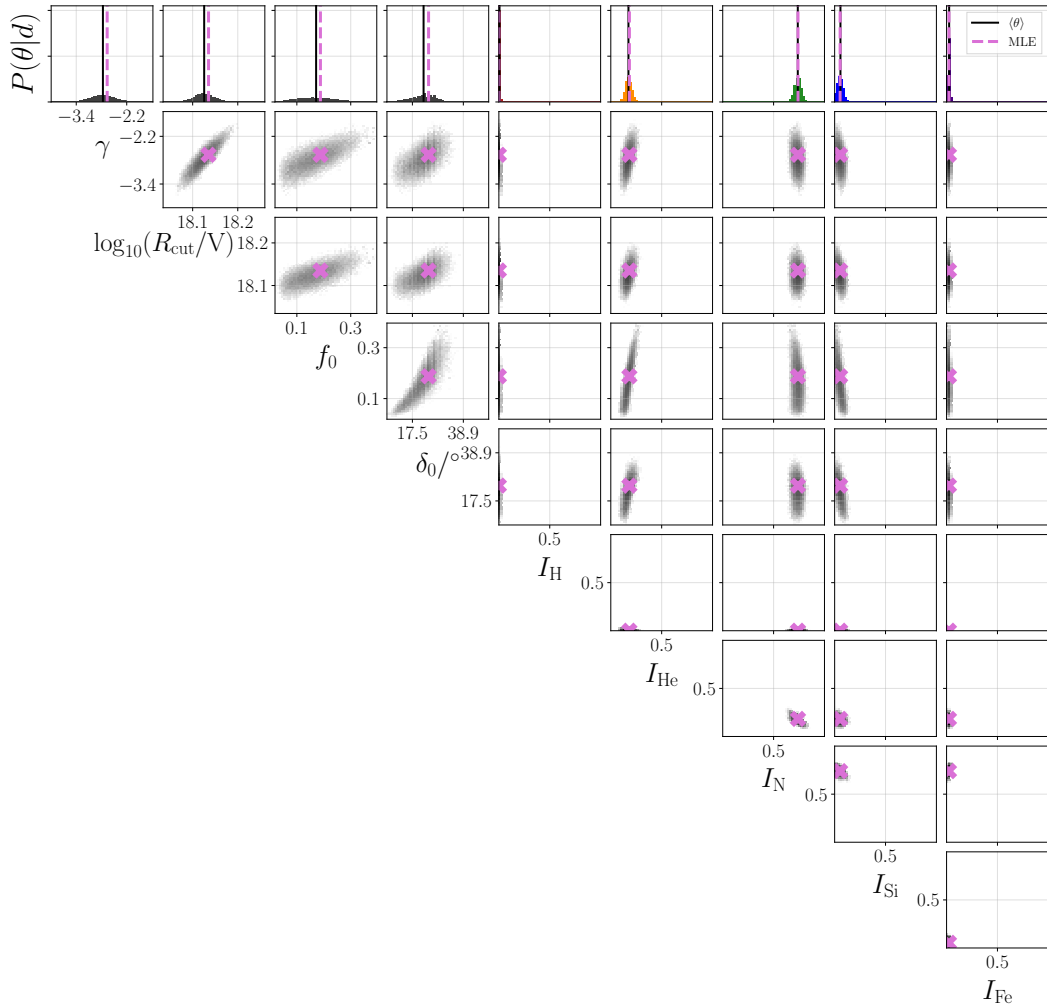 P(θ|d)
⟨θ⟩
MLE
−3.4 −2.2
γ
−2.2
−3.4
18.1 18.2
log₁₀(R_cut/V)
18.2
18.1
0.1 0.3
f₀
0.3
0.1
17.5 38.9
δ₀/°
38.9
17.5
0.5
I_H
0.5
0.5
I_He
0.5
0.5
I_N
0.5
0.5
I_Si
0.5
0.5
I_Fe